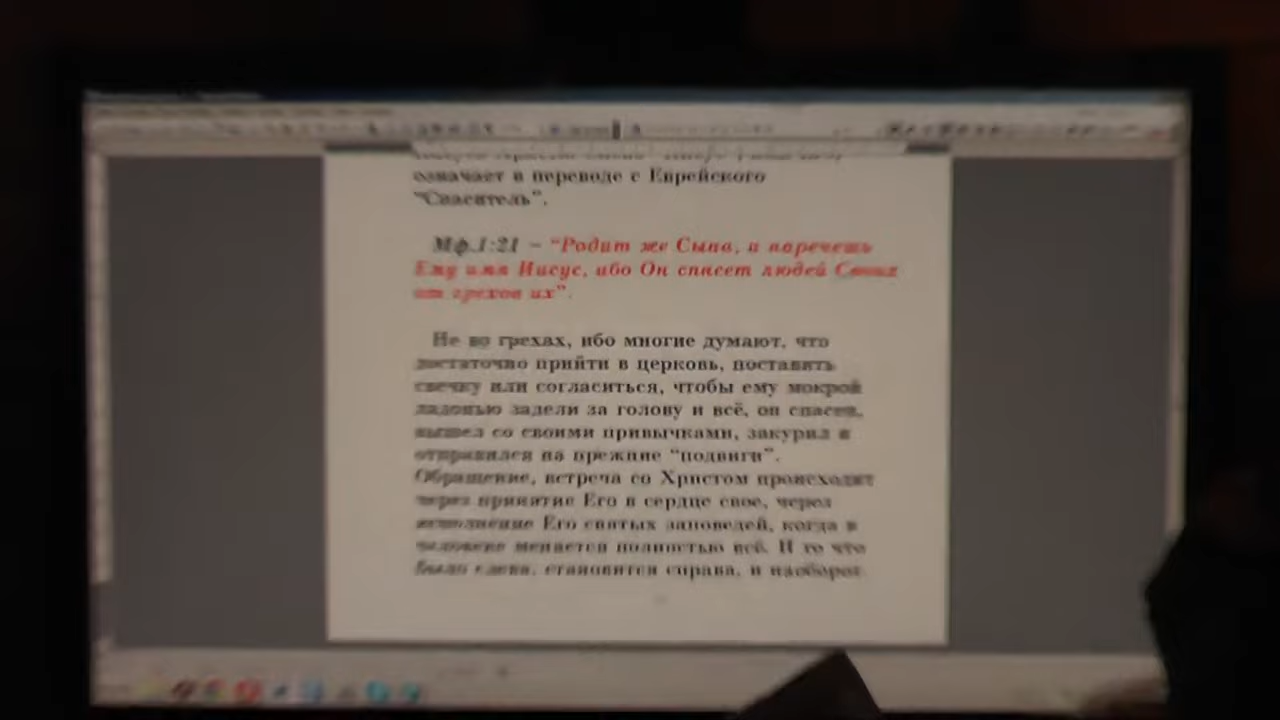 означает в переводе с Еврейского
“Спаситель”.
Мф.1:21 – “Родит же Сына, и наречешь
Ему имя Иисус, ибо Он спасет людей Своих
от грехов их”.
Не во грехах, ибо многие думают, что
достаточно прийти в церковь, поставить
свечку или согласиться, чтобы ему мокрой
ладонью задели за голову и всё, он спасен,
вышел со своими привычками, закурил и
отправился на прежние “подвиги”.
Обращение, встреча со Христом происходит
через принятие Его в сердце свое, через
исполнение Его святых заповедей, когда в
человеке меняется полностью всё. И то что
было слева, становится справа, и наоборот